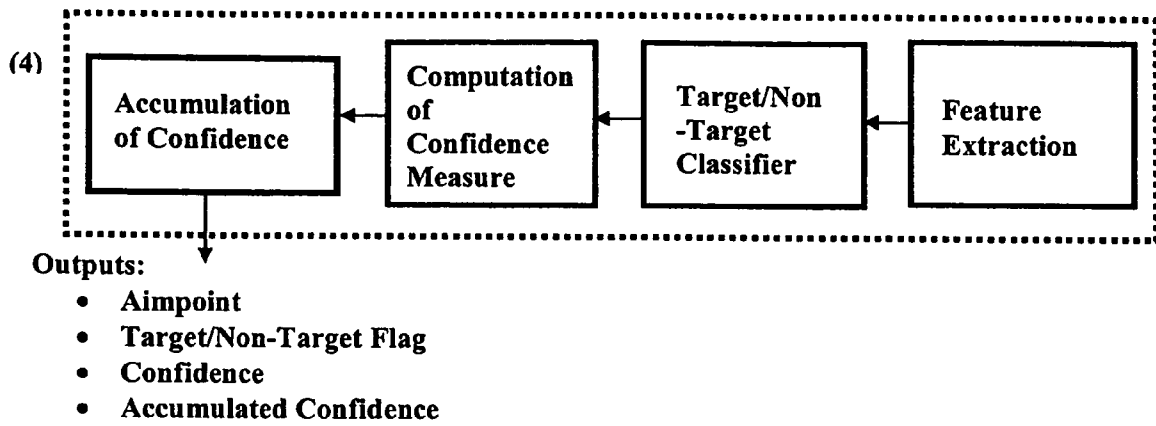 (4)
Accumulation
of Confidence
Computation
of
Confidence
Measure
Target/Non
-Target
Classifier
Feature
Extraction
Outputs:
• Aimpoint
• Target/Non-Target Flag
• Confidence
• Accumulated Confidence